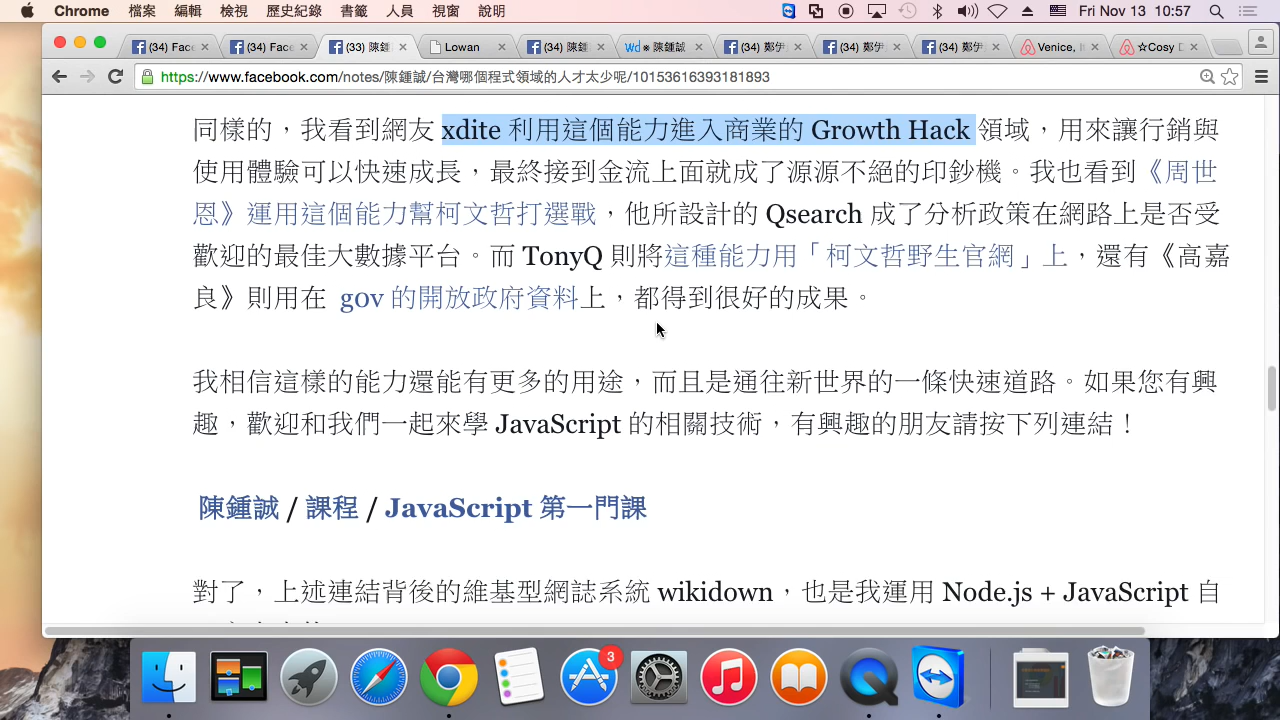 Chrome 檔案 編輯 檢視 歷史紀錄 書籤 人員 視窗 說明 Fri Nov 13 10:57
(34) Face (34) Face (33) 陳鍾 Lowan (34) 陳鍾 Wd ※ 陳鍾誠 (34) 鄭伊 (34) 鄭伊 (34) 鄭伊 Venice, It ☆Cosy D
https://www.facebook.com/notes/陳鍾誠/台灣哪個程式領域的人才太少呢/10153616393181893
同樣的，我看到網友 xdite 利用這個能力進入商業的 Growth Hack 領域，用來讓行銷與
使用體驗可以快速成長，最終接到金流上面就成了源源不絕的印鈔機。我也看到《周世
恩》運用這個能力幫柯文哲打選戰，他所設計的 Qsearch 成了分析政策在網路上是否受
歡迎的最佳大數據平台。而 TonyQ 則將這種能力用「柯文哲野生官網」上，還有《高嘉
良》則用在 g0v 的開放政府資料上，都得到很好的成果。
我相信這樣的能力還能有更多的用途，而且是通往新世界的一條快速道路。如果您有興
趣，歡迎和我們一起來學 JavaScript 的相關技術，有興趣的朋友請按下列連結！
陳鍾誠 / 課程 / JavaScript 第一門課
對了，上述連結背後的維基型網誌系統 wikidown，也是我運用 Node.js + JavaScript 自
3